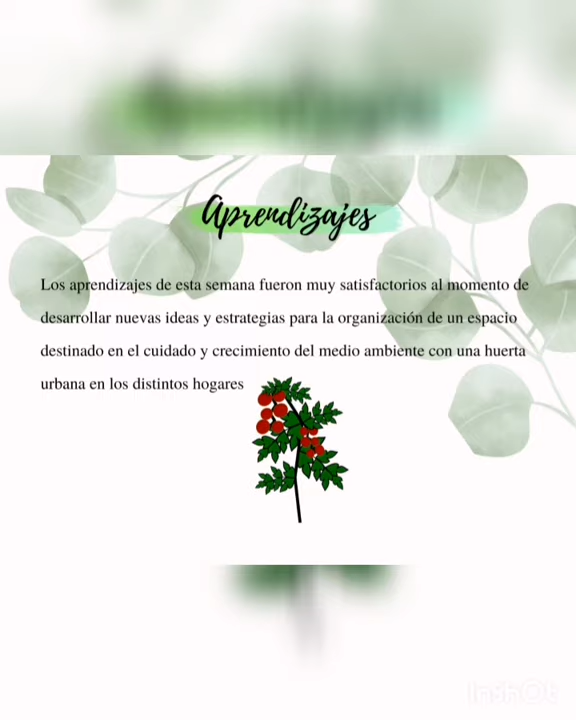 Aprendizajes
Los aprendizajes de esta semana fueron muy satisfactorios al momento de
desarrollar nuevas ideas y estrategias para la organización de un espacio
destinado en el cuidado y crecimiento del medio ambiente con una huerta
urbana en los distintos hogares
InShOt